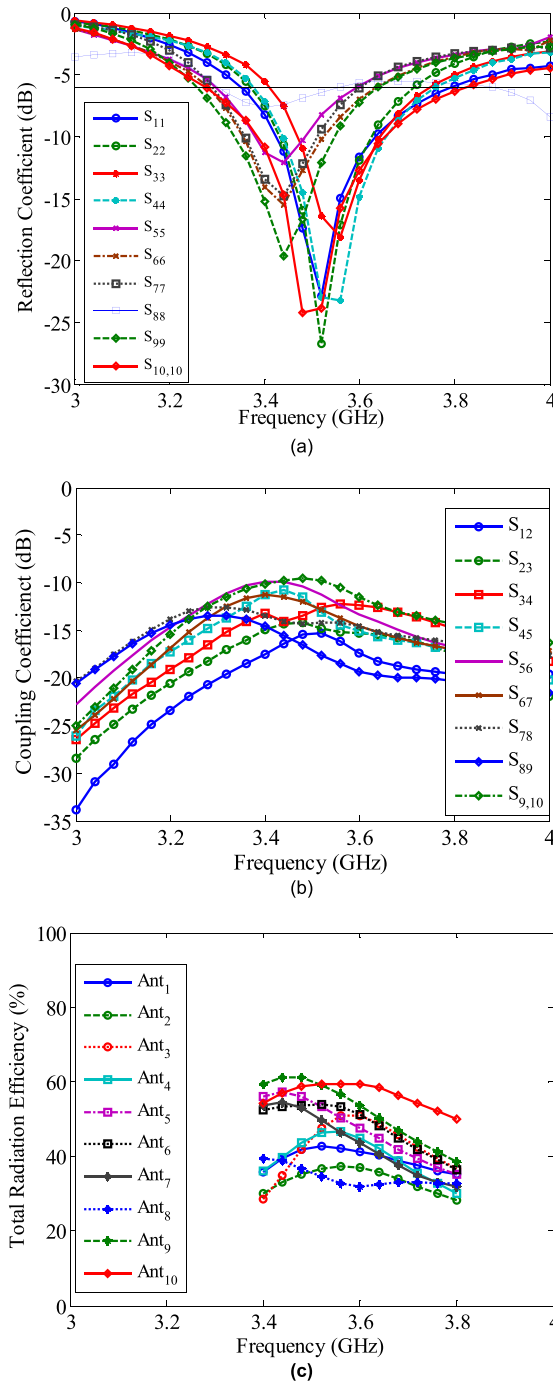 0
-5
-10
-15
-20
-25
-30
Reflection Coefficient (dB)
S11
S22
S33
S44
S55
S66
S77
S88
S99
S10,10
3 3.2 3.4 3.6 3.8 4
Frequency (GHz)
(a)
0
-5
-10
-15
-20
-25
-30
-35
Coupling Coefficienct (dB)
S12
S23
S34
S45
S56
S67
S78
S89
S9,10
3 3.2 3.4 3.6 3.8 4
Frequency (GHz)
(b)
100
80
60
40
20
0
Total Radiation Efficiency (%)
Ant1
Ant2
Ant3
Ant4
Ant5
Ant6
Ant7
Ant8
Ant9
Ant10
3 3.2 3.4 3.6 3.8 4
Frequency (GHz)
(c)